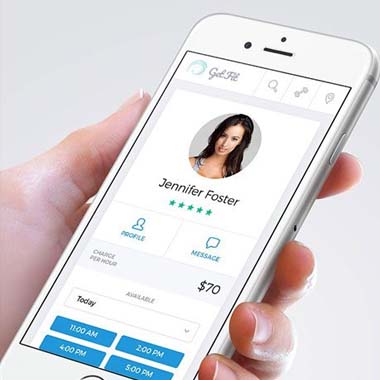 Get Fit
Jennifer Foster
PROFILE
MESSAGE
CHARGE
PER HOUR
$70
AVAILABLE
Today
11:00 AM
2:00 PM
4:00 PM
5:00 PM